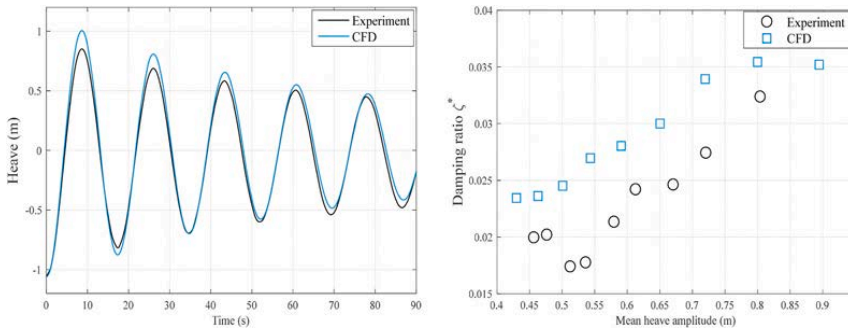 Experiment
CFD
1
0.5
0
-0.5
-1
Heave (m)
0 10 20 30 40 50 60 70 80 90
Time (s)
Experiment
CFD
0.04
0.035
0.03
0.025
0.02
0.015
Damping ratio ζ*
0.4 0.45 0.5 0.55 0.6 0.65 0.7 0.75 0.8 0.85 0.9
Mean heave amplitude (m)